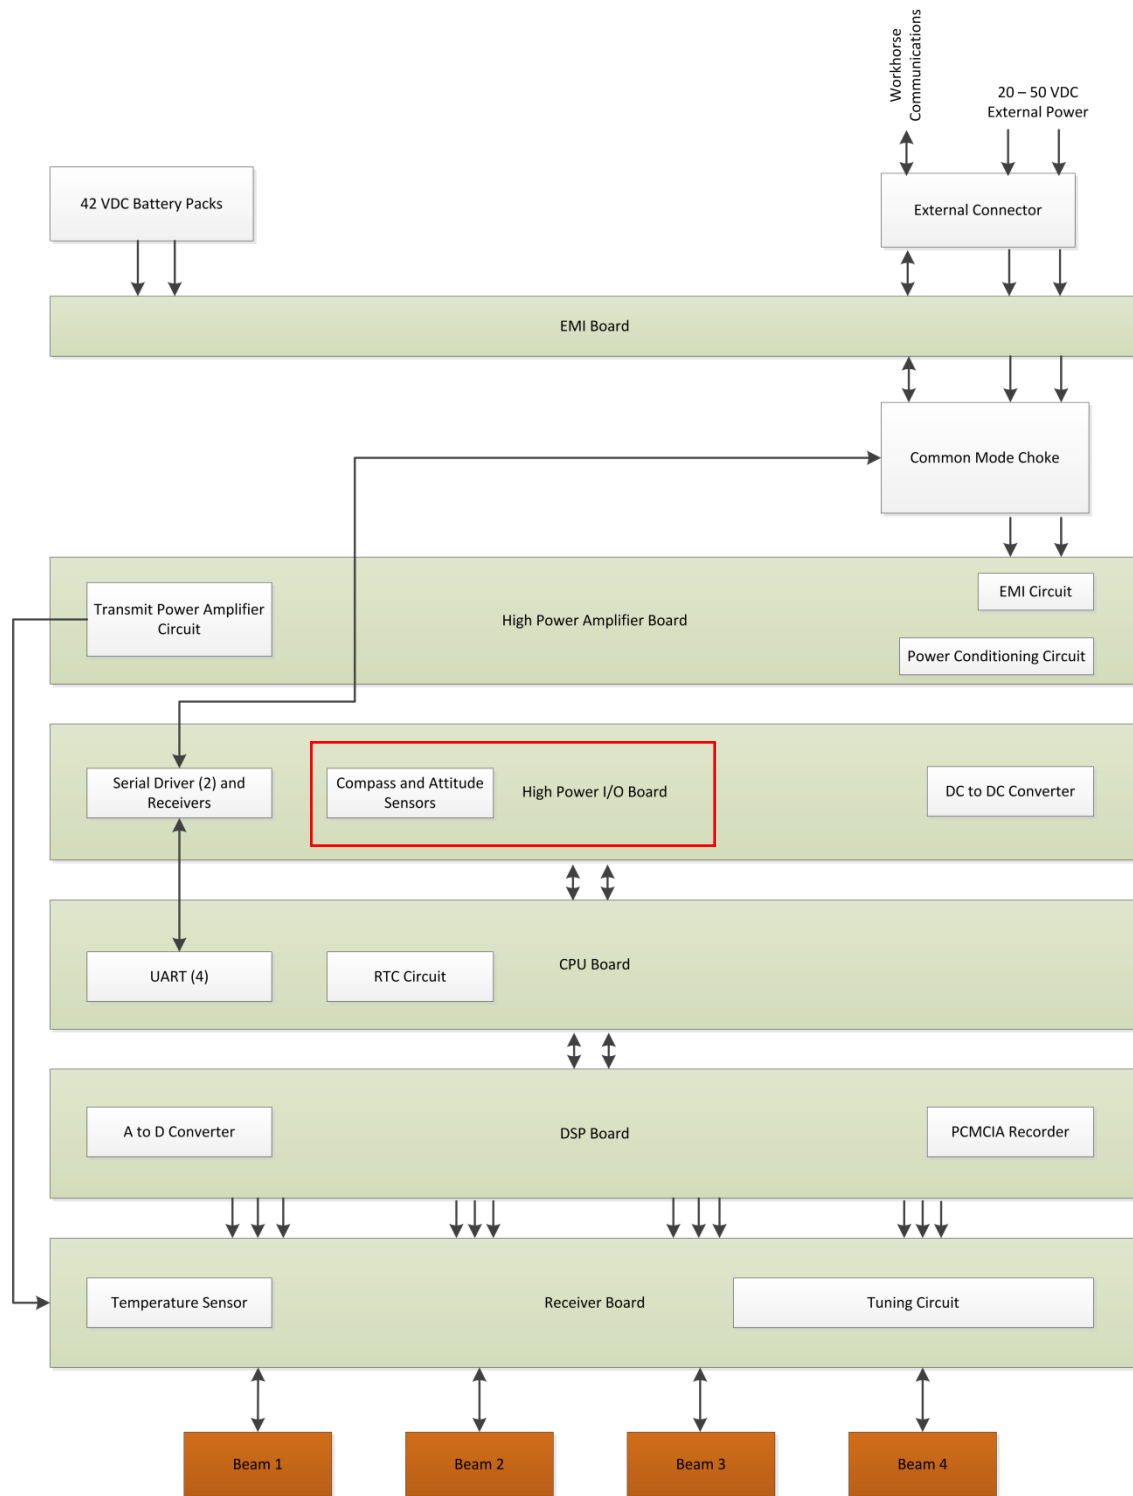 Workhorse
Communications
20 – 50 VDC
External Power
42 VDC Battery Packs
External Connector
EMI Board
Common Mode Choke
Transmit Power Amplifier
Circuit
High Power Amplifier Board
EMI Circuit
Power Conditioning Circuit
Serial Driver (2) and
Receivers
Compass and Attitude
Sensors
High Power I/O Board
DC to DC Converter
UART (4)
RTC Circuit
CPU Board
A to D Converter
DSP Board
PCMCIA Recorder
Temperature Sensor
Receiver Board
Tuning Circuit
Beam 1
Beam 2
Beam 3
Beam 4